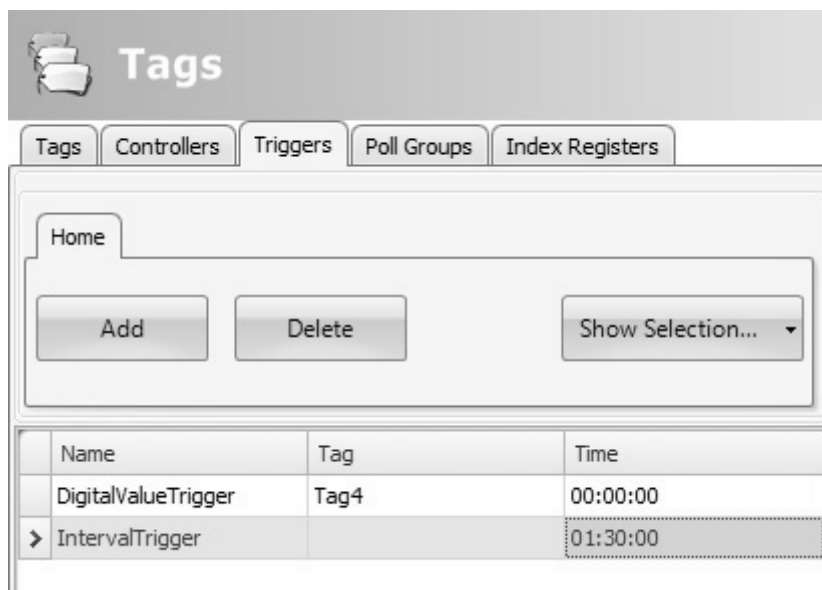 Tags
Tags Controllers Triggers Poll Groups Index Registers
Home
Add Delete Show Selection...
Name Tag Time
DigitalValueTrigger Tag4 00:00:00
IntervalTrigger 01:30:00